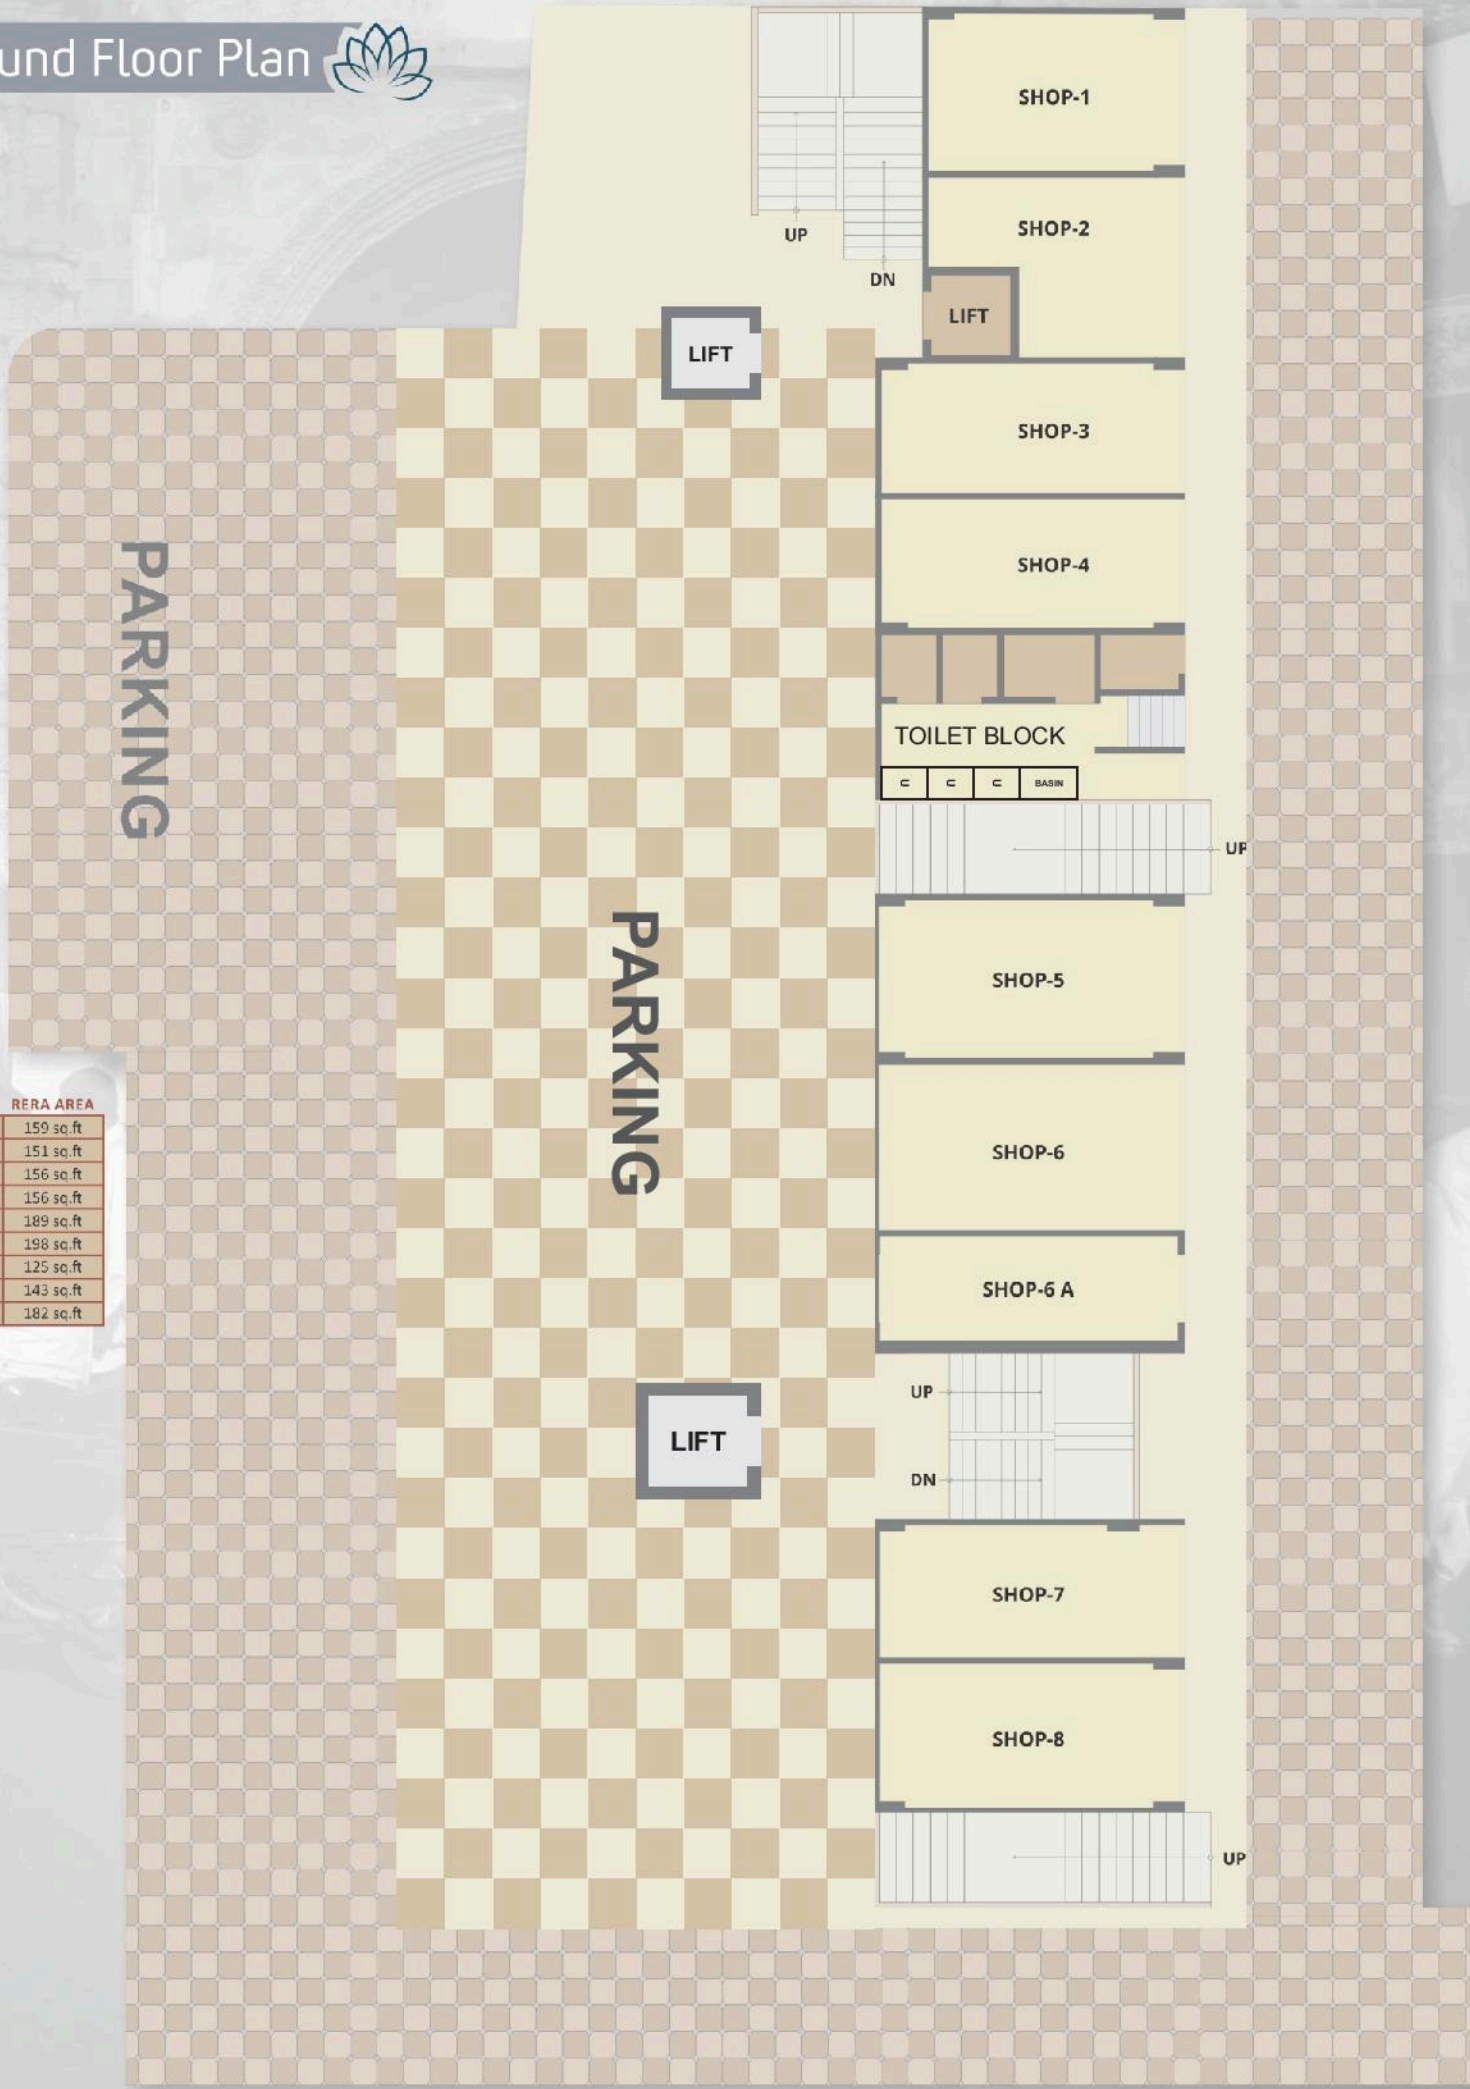 und Floor Plan
SHOP-1
UP
SHOP-2
DN
LIFT
LIFT
SHOP-3
SHOP-4
PARKING
TOILET BLOCK
U U U BASIN
UP
PARKING
SHOP-5
RERA AREA
159 sq.ft
151 sq.ft
156 sq.ft
156 sq.ft
189 sq.ft
198 sq.ft
125 sq.ft
143 sq.ft
182 sq.ft
SHOP-6
SHOP-6 A
UP
LIFT
DN
SHOP-7
SHOP-8
UP